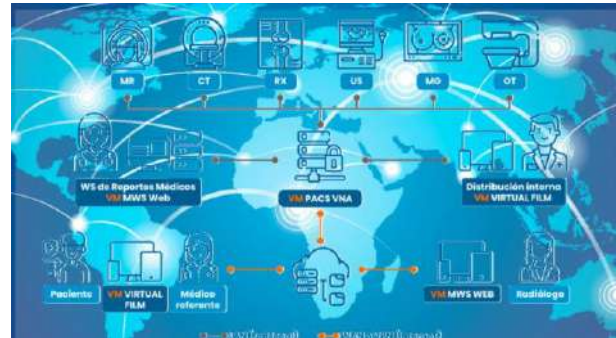 MR
CT
RX
US
MG
OT
WS de Reportes Médicos
VM MWS Web
VM PACS VNA
Distribución interna
VM VIRTUAL FILM
Paciente
VM VIRTUAL
FILM
Médico
referente
VM MWS WEB
Radiólogo